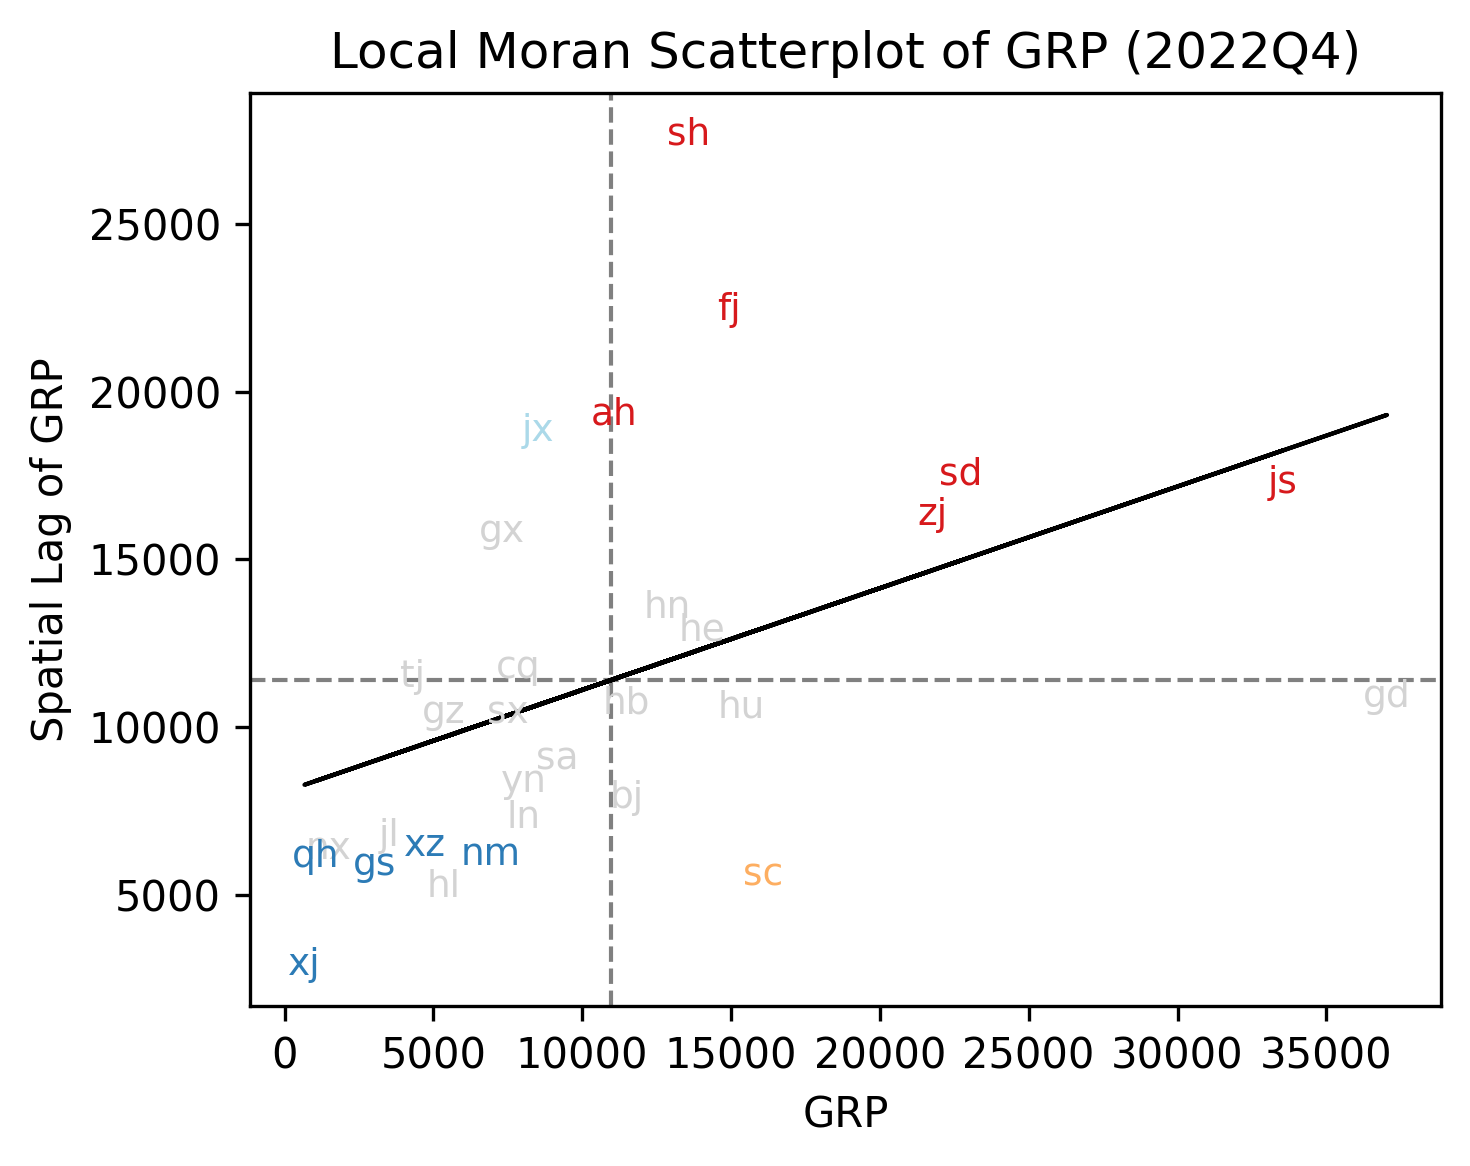 Local Moran Scatterplot of GRP (2022Q4)
sh
25000
fj
20000
ah
jx
sd
js
zj
gx
15000
hn
he
cq
tj
gd
hb
hu
gz
sx
10000
sa
yn
bj
ln
jl
xz
nx
qh
nm
gs
sc
hl
5000
xj
0
5000
10000
15000
20000
25000
30000
35000
GRP
Spatial Lag of GRP